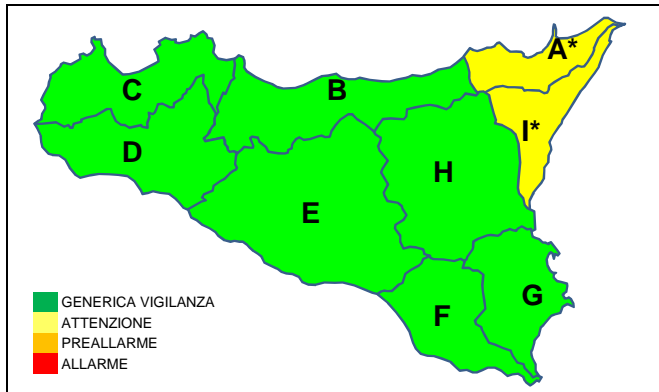 A*
C
B
I*
D
H
E
G
F
GENERICA VIGILANZA
ATTENZIONE
PREALLARME
ALLARME